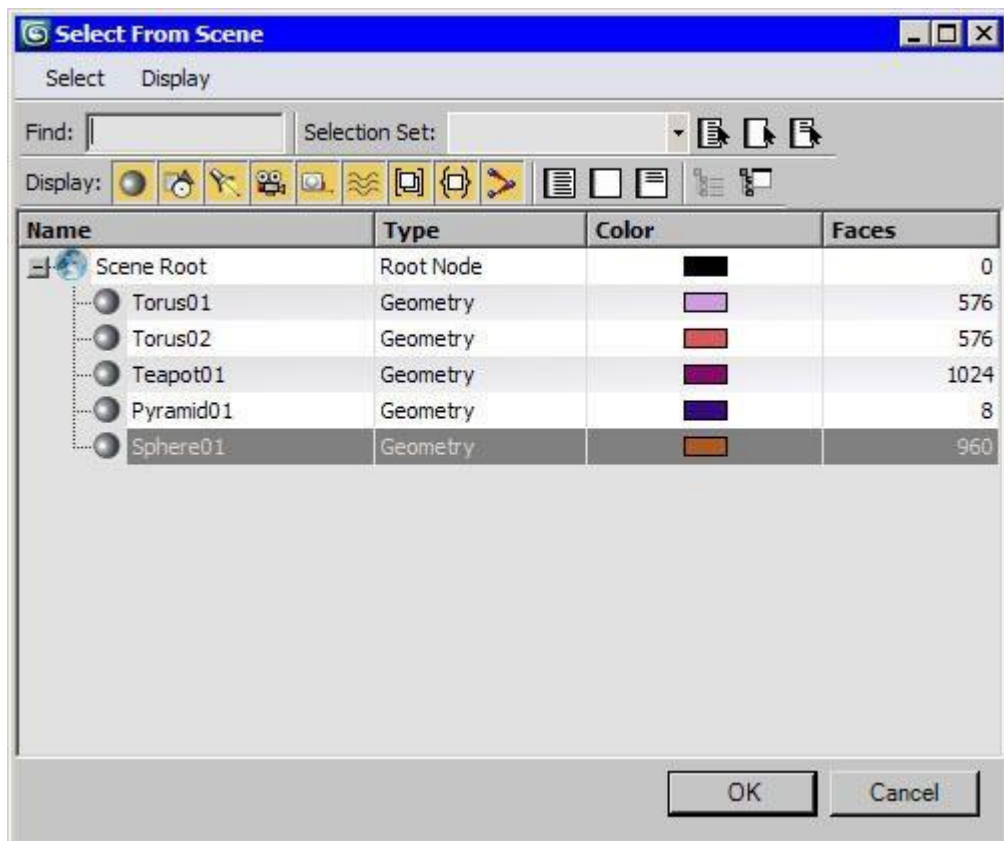 Select From Scene
Select Display
Find: Selection Set:
Display:
Name Type Color Faces
Scene Root Root Node 0
Torus01 Geometry 576
Torus02 Geometry 576
Teapot01 Geometry 1024
Pyramid01 Geometry 8
Sphere01 Geometry 960
OK Cancel